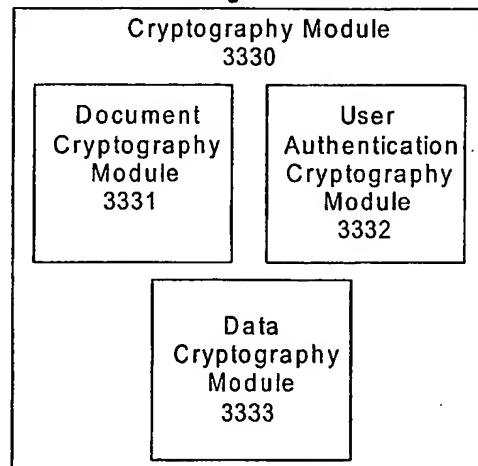 Cryptography Module
3330
Document
Cryptography
Module
3331
User
Authentication
Cryptography
Module
3332
Data
Cryptography
Module
3333